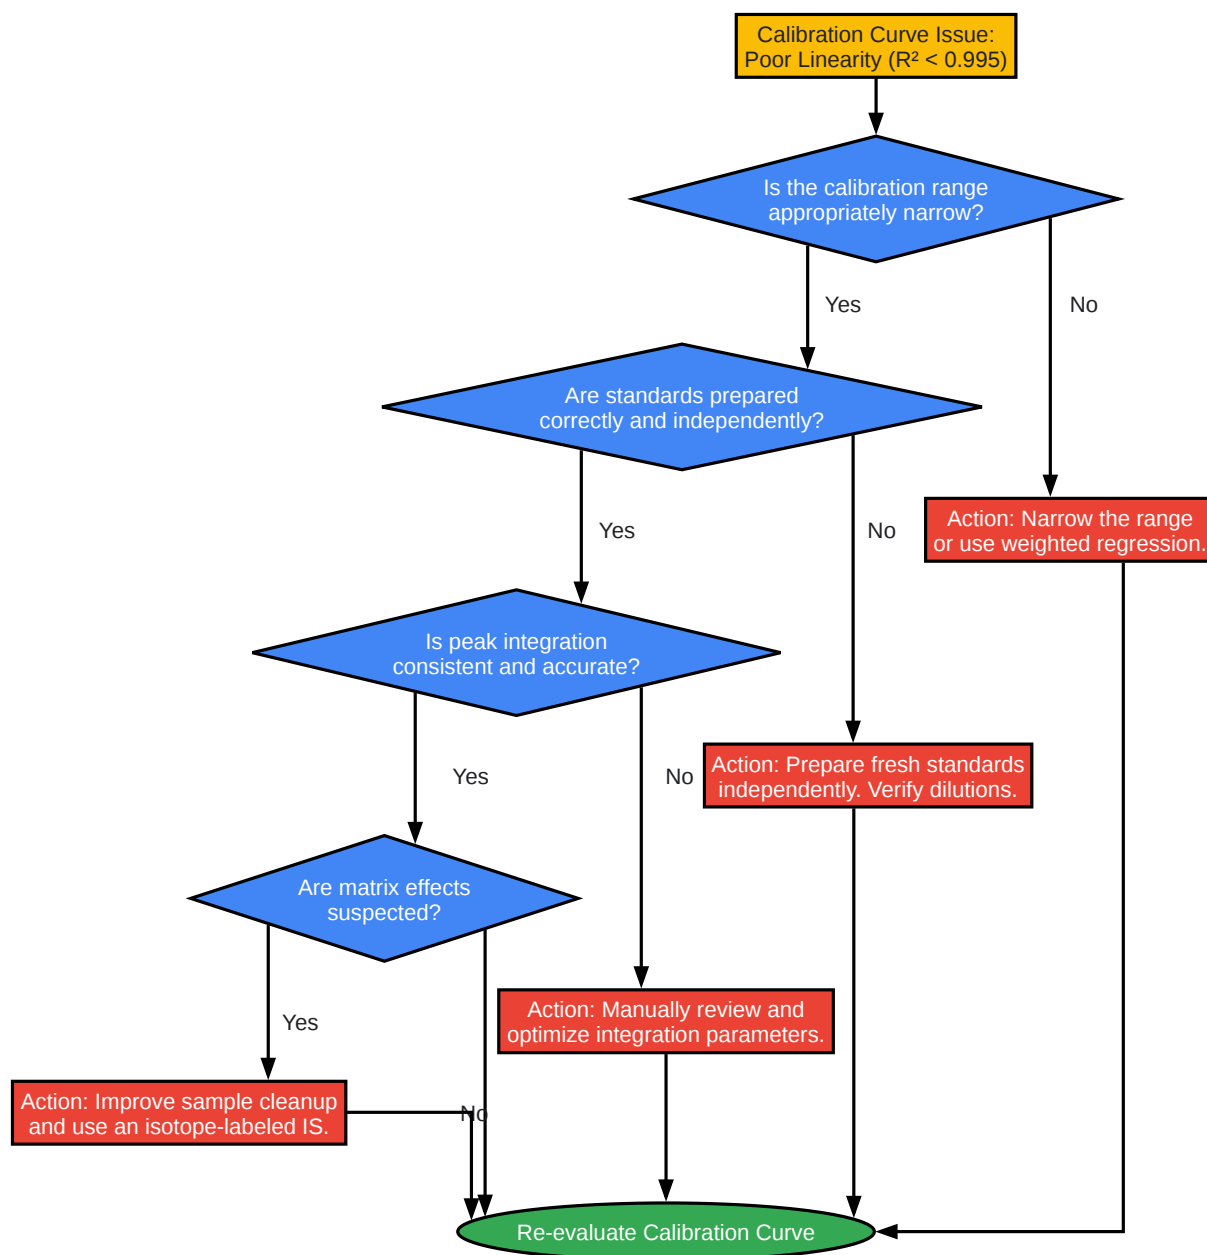 Calibration Curve Issue:
Poor Linearity (R² < 0.995)
Is the calibration range
appropriately narrow?
Yes
No
Are standards prepared
correctly and independently?
Yes
No
Action: Narrow the range
or use weighted regression.
Is peak integration
consistent and accurate?
Yes
No
Action: Prepare fresh standards
independently. Verify dilutions.
Are matrix effects
suspected?
Yes
No
Action: Manually review and
optimize integration parameters.
Action: Improve sample cleanup
and use an isotope-labeled IS.
Re-evaluate Calibration Curve